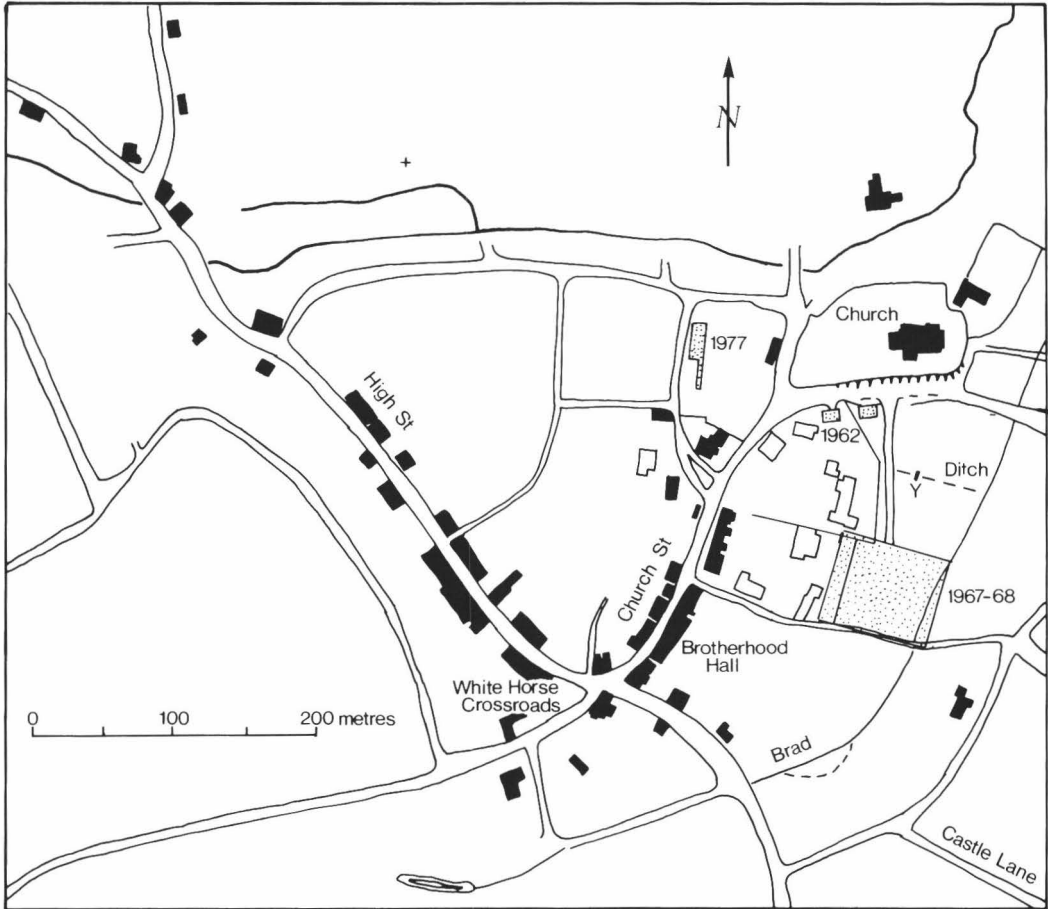 N
Church
1977
High St
1962
Ditch
Y
Church St
1967-68
Brotherhood
Hall
White Horse
Crossroads
0 100 200 metres
Brad
Castle Lane